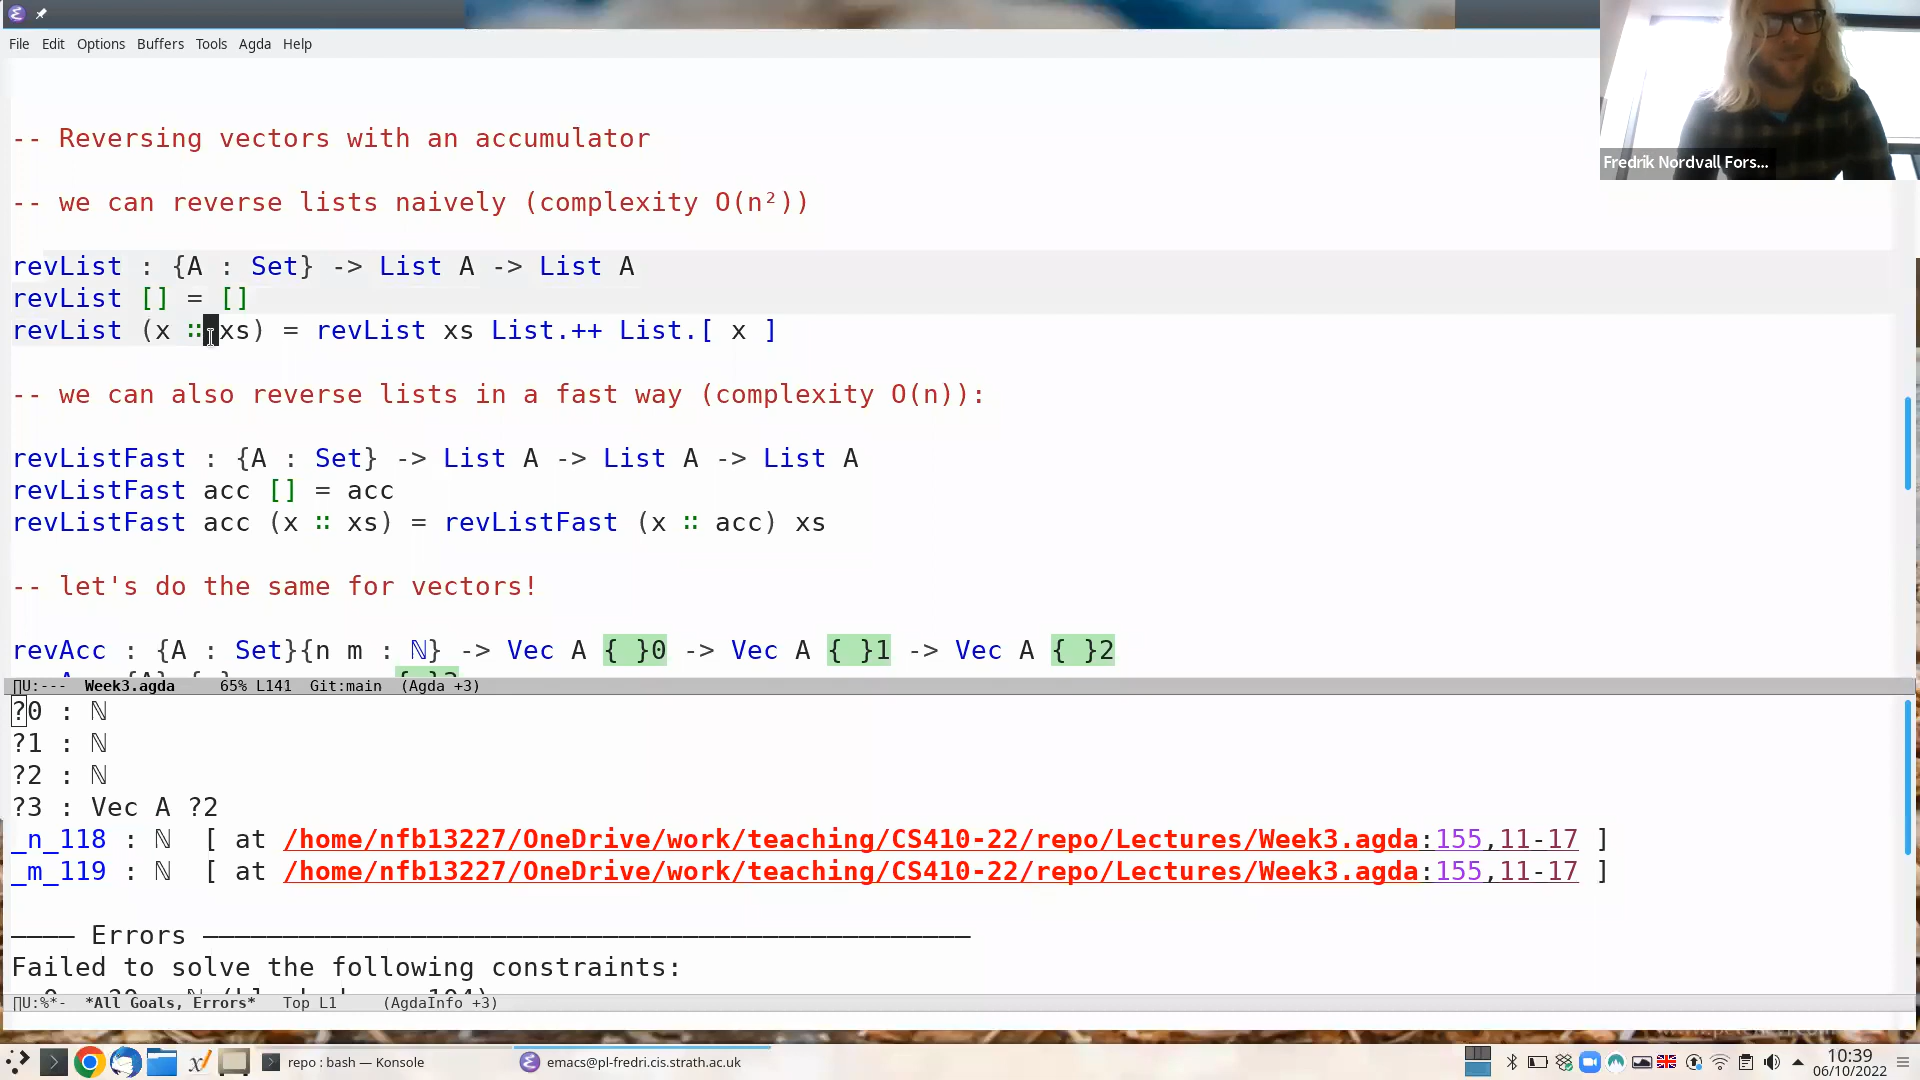 File Edit Options Buffers Tools Agda Help
Fredrik Nordvall Fors...
-- Reversing vectors with an accumulator
-- we can reverse lists naively (complexity O(n²))
revList : {A : Set} -> List A -> List A
revList [] = []
revList (x ∷ xs) = revList xs List.++ List.[ x ]
-- we can also reverse lists in a fast way (complexity O(n)):
revListFast : {A : Set} -> List A -> List A -> List A
revListFast acc [] = acc
revListFast acc (x ∷ xs) = revListFast (x ∷ acc) xs
-- let's do the same for vectors!
revAcc : {A : Set}{n m : ℕ} -> Vec A { }0 -> Vec A { }1 -> Vec A { }2
U:--- Week3.agda 65% L141 Git:main (Agda +3)
?0 : ℕ
?1 : ℕ
?2 : ℕ
?3 : Vec A ?2
_n_118 : ℕ [ at /home/nfb13227/OneDrive/work/teaching/CS410-22/repo/Lectures/Week3.agda:155,11-17 ]
_m_119 : ℕ [ at /home/nfb13227/OneDrive/work/teaching/CS410-22/repo/Lectures/Week3.agda:155,11-17 ]
———— Errors ————————————————————————————————————————————————
Failed to solve the following constraints:
U:%*- *All Goals, Errors* Top L1 (AgdaInfo +3)
repo : bash — Konsole
emacs@pl-fredri.cis.strath.ac.uk
10:39
06/10/2022